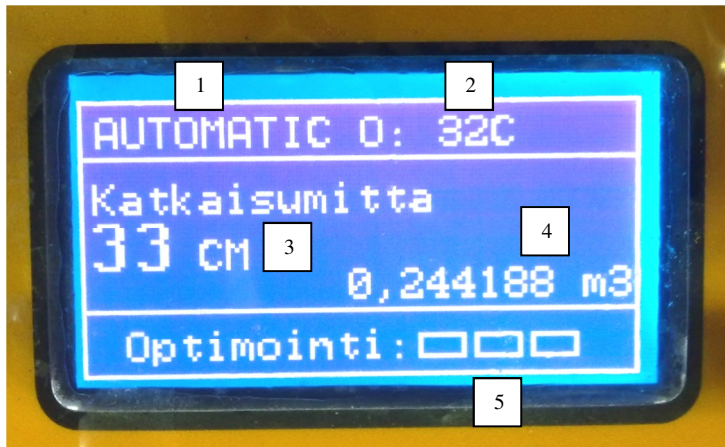 1 2
AUTOMATIC O: 32C
Katkaisumitta
33 CM 3 4
0,244188 m3
Optimointi:
5